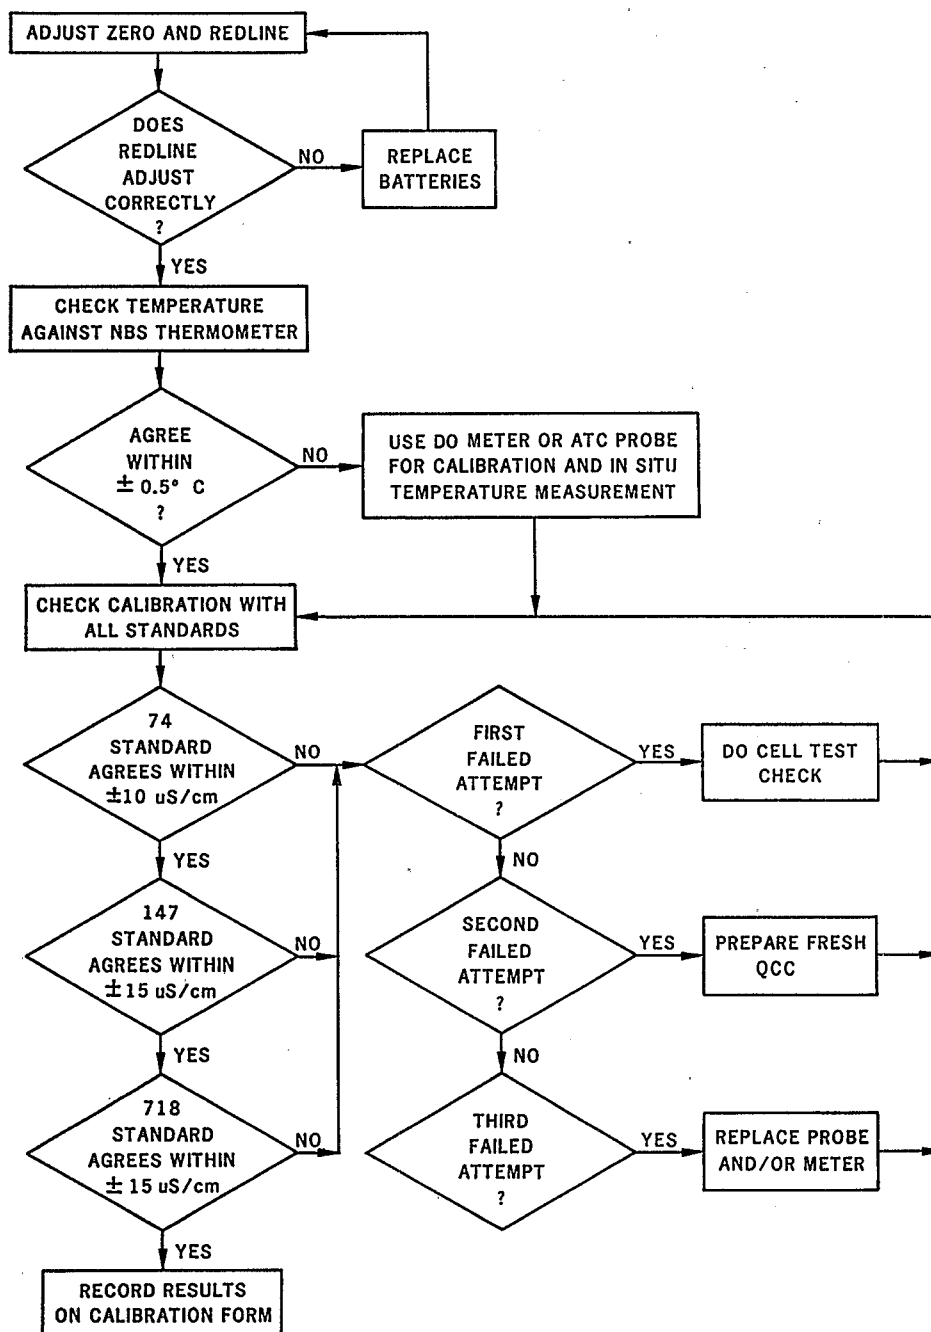 ADJUST ZERO AND REDLINE
DOES
REDLINE
ADJUST
CORRECTLY
?
NO
REPLACE
BATTERIES
YES
CHECK TEMPERATURE
AGAINST NBS THERMOMETER
AGREE
WITHIN
± 0.5° C
?
NO
USE DO METER OR ATC PROBE
FOR CALIBRATION AND IN SITU
TEMPERATURE MEASUREMENT
YES
CHECK CALIBRATION WITH
ALL STANDARDS
74
STANDARD
AGREES WITHIN
±10 uS/cm
NO
FIRST
FAILED
ATTEMPT
?
YES
DO CELL TEST
CHECK
YES
NO
147
STANDARD
AGREES WITHIN
±15 uS/cm
NO
SECOND
FAILED
ATTEMPT
?
YES
PREPARE FRESH
QCC
YES
NO
718
STANDARD
AGREES WITHIN
± 15 uS/cm
NO
THIRD
FAILED
ATTEMPT
?
YES
REPLACE PROBE
AND/OR METER
YES
RECORD RESULTS
ON CALIBRATION FORM